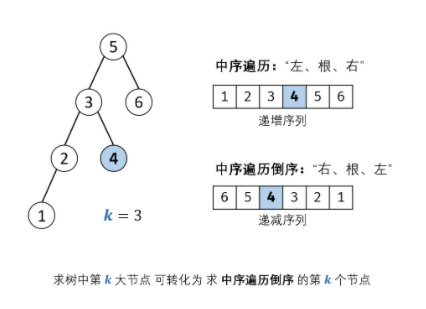 5
3
6
2
4
1
k = 3
中序遍历：“左、根、右”
1 2 3 4 5 6
递增序列
中序遍历倒序：“右、根、左”
6 5 4 3 2 1
递减序列
求树中第 k 大节点 可转化为 求 中序遍历倒序 的第 k 个节点